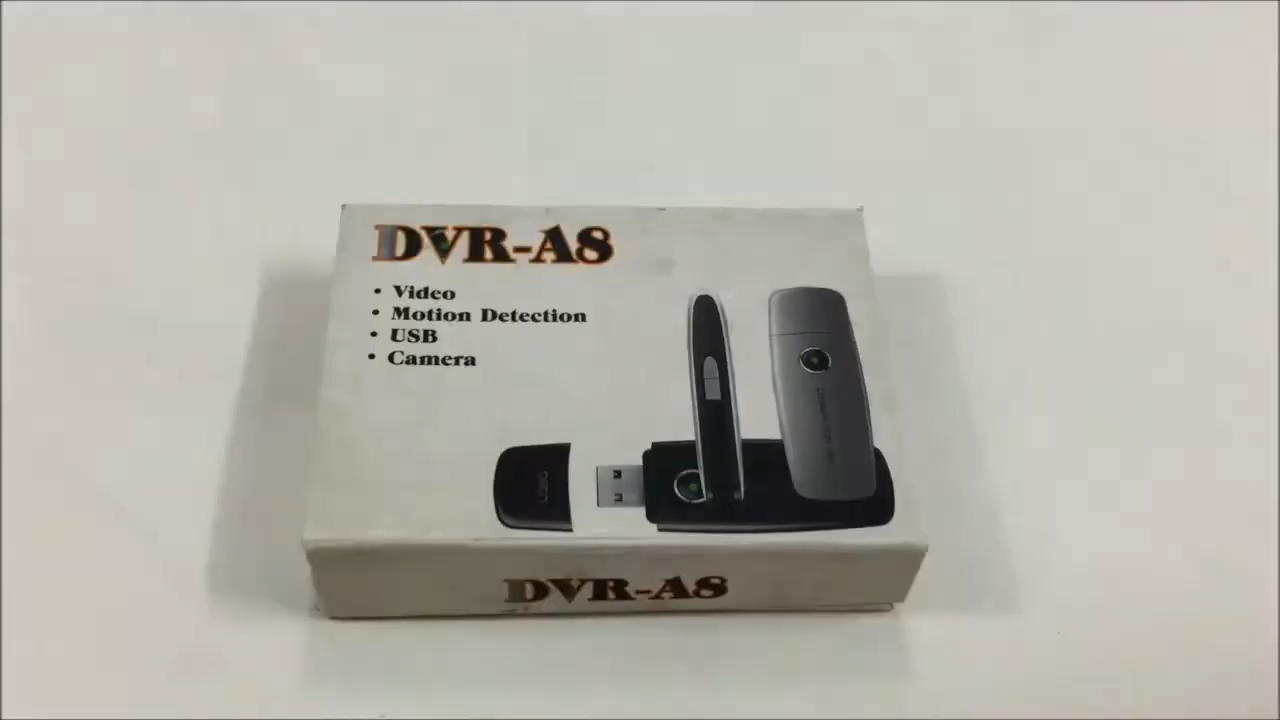 DVR-A8
• Video
• Motion Detection
• USB
• Camera
DVR-A8